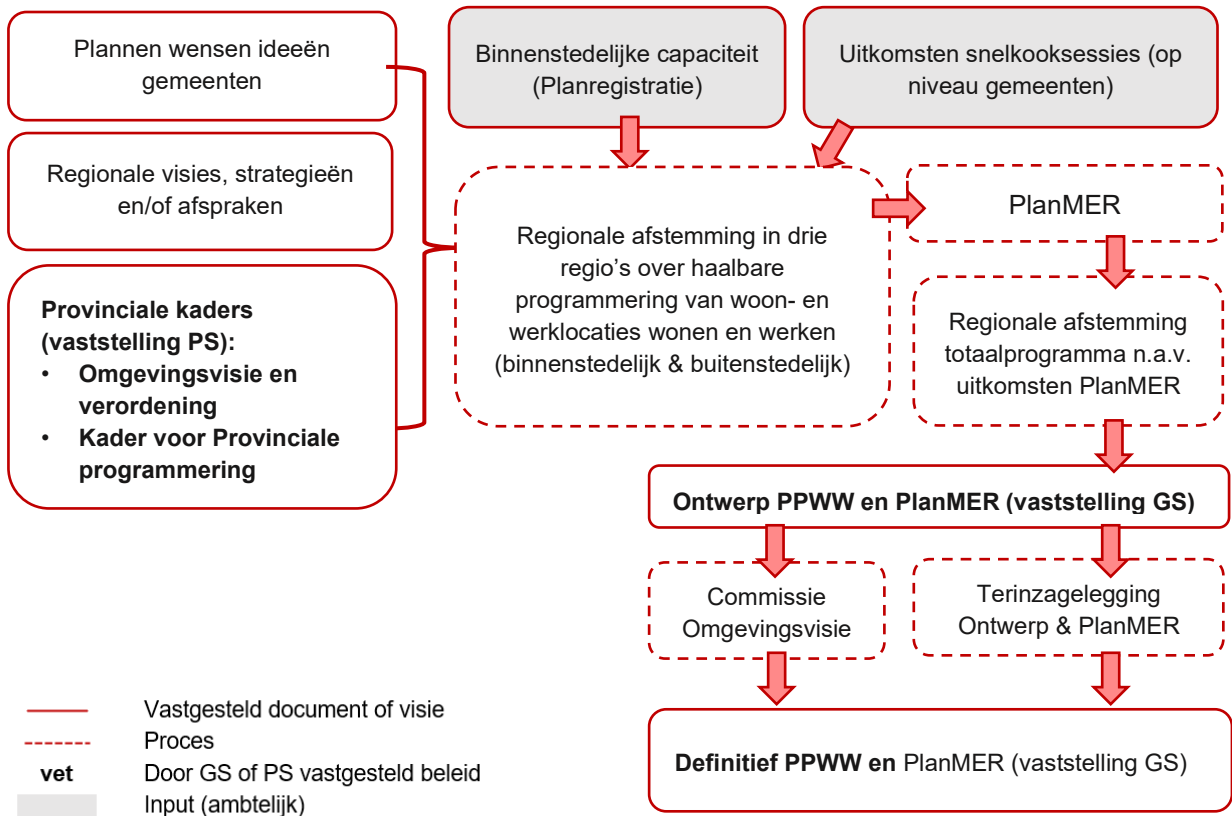 Plannen wensen ideeën
gemeenten
Regionale visies, strategieën
en/of afspraken
Provinciale kaders
(vaststelling PS):
• Omgevingsvisie en
verordening
• Kader voor Provinciale
programmering
Binnenstedelijke capaciteit
(Planregistratie)
Uitkomsten snelkooksessies (op
niveau gemeenten)
Regionale afstemming in drie
regio's over haalbare
programmering van woon- en
werklocaties wonen en werken
(binnenstedelijk & buitenstedelijk)
PlanMER
Regionale afstemming
totaalprogramma n.a.v.
uitkomsten PlanMER
Ontwerp PPWW en PlanMER (vaststelling GS)
Commissie
Omgevingsvisie
Terinzagelegging
Ontwerp & PlanMER
Definitief PPWW en PlanMER (vaststelling GS)
Vastgesteld document of visie
Proces
vet Door GS of PS vastgesteld beleid
Input (ambtelijk)